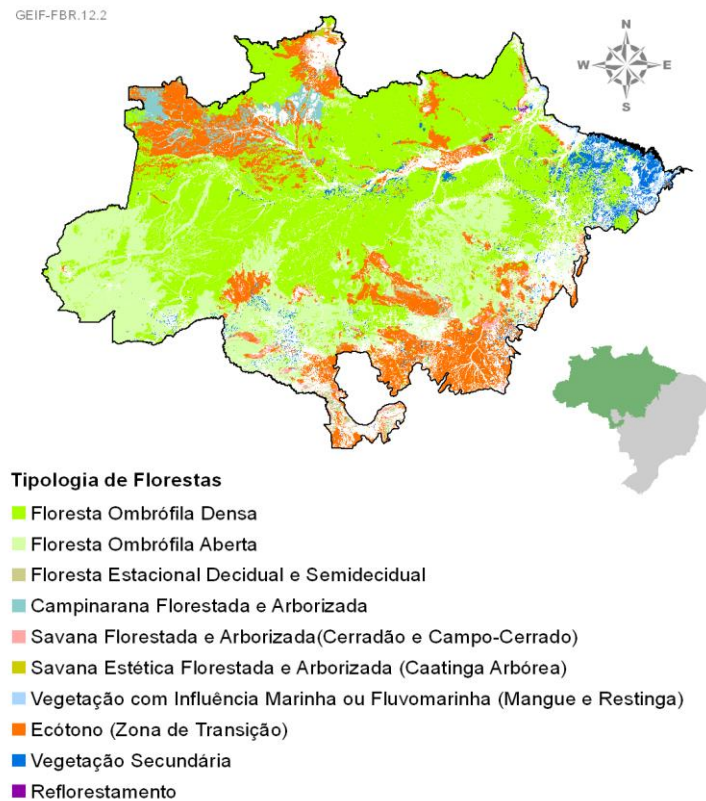 GEIF-FBR.12.2
N
W
E
S
Tipologia de Florestas
Floresta Ombrófila Densa
Floresta Ombrófila Aberta
Floresta Estacional Decidual e Semidecidual
Campinarana Florestada e Arborizada
Savana Florestada e Arborizada(Cerradão e Campo-Cerrado)
Savana Estética Florestada e Arborizada (Caatinga Arbórea)
Vegetação com Influência Marinha ou Fluvomarinha (Mangue e Restinga)
Ecótono (Zona de Transição)
Vegetação Secundária
Reflorestamento